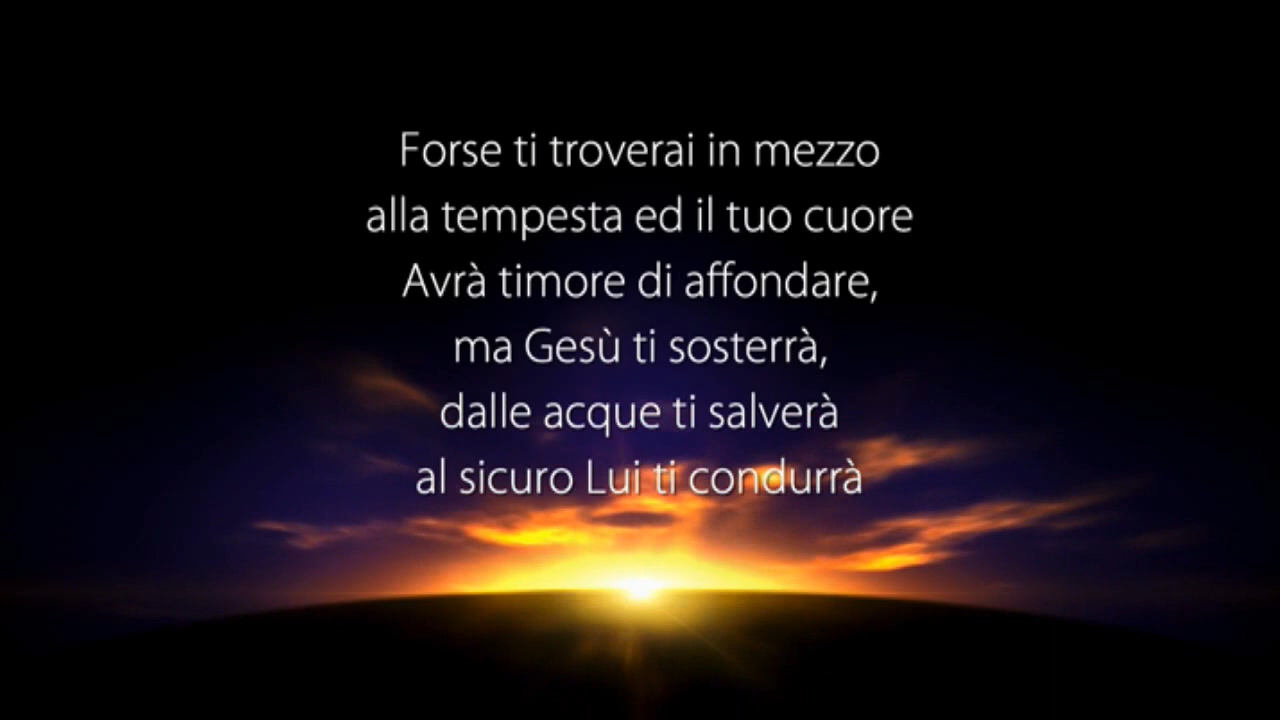 Forse ti troverai in mezzo
alla tempesta ed il tuo cuore
Avrà timore di affondare,
ma Gesù ti sosterrà,
dalle acque ti salverà
al sicuro Lui ti condurrà